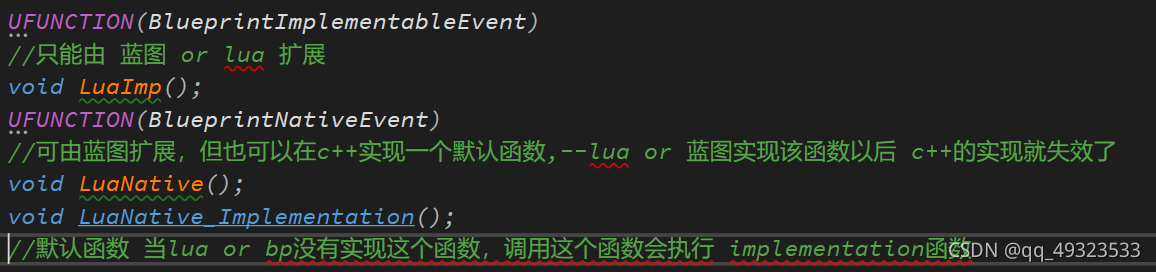 UFUNCTION(BlueprintImplementableEvent)
//只能由 蓝图 or lua 扩展
void LuaImp();
UFUNCTION(BlueprintNativeEvent)
//可由蓝图扩展，但也可以在c++实现一个默认函数,--lua or 蓝图实现该函数以后 c++的实现就失效了
void LuaNative();
void LuaNative_Implementation();
//默认函数 当lua or bp没有实现这个函数，调用这个函数会执行 implementation函数
CSDN @qq_49323533